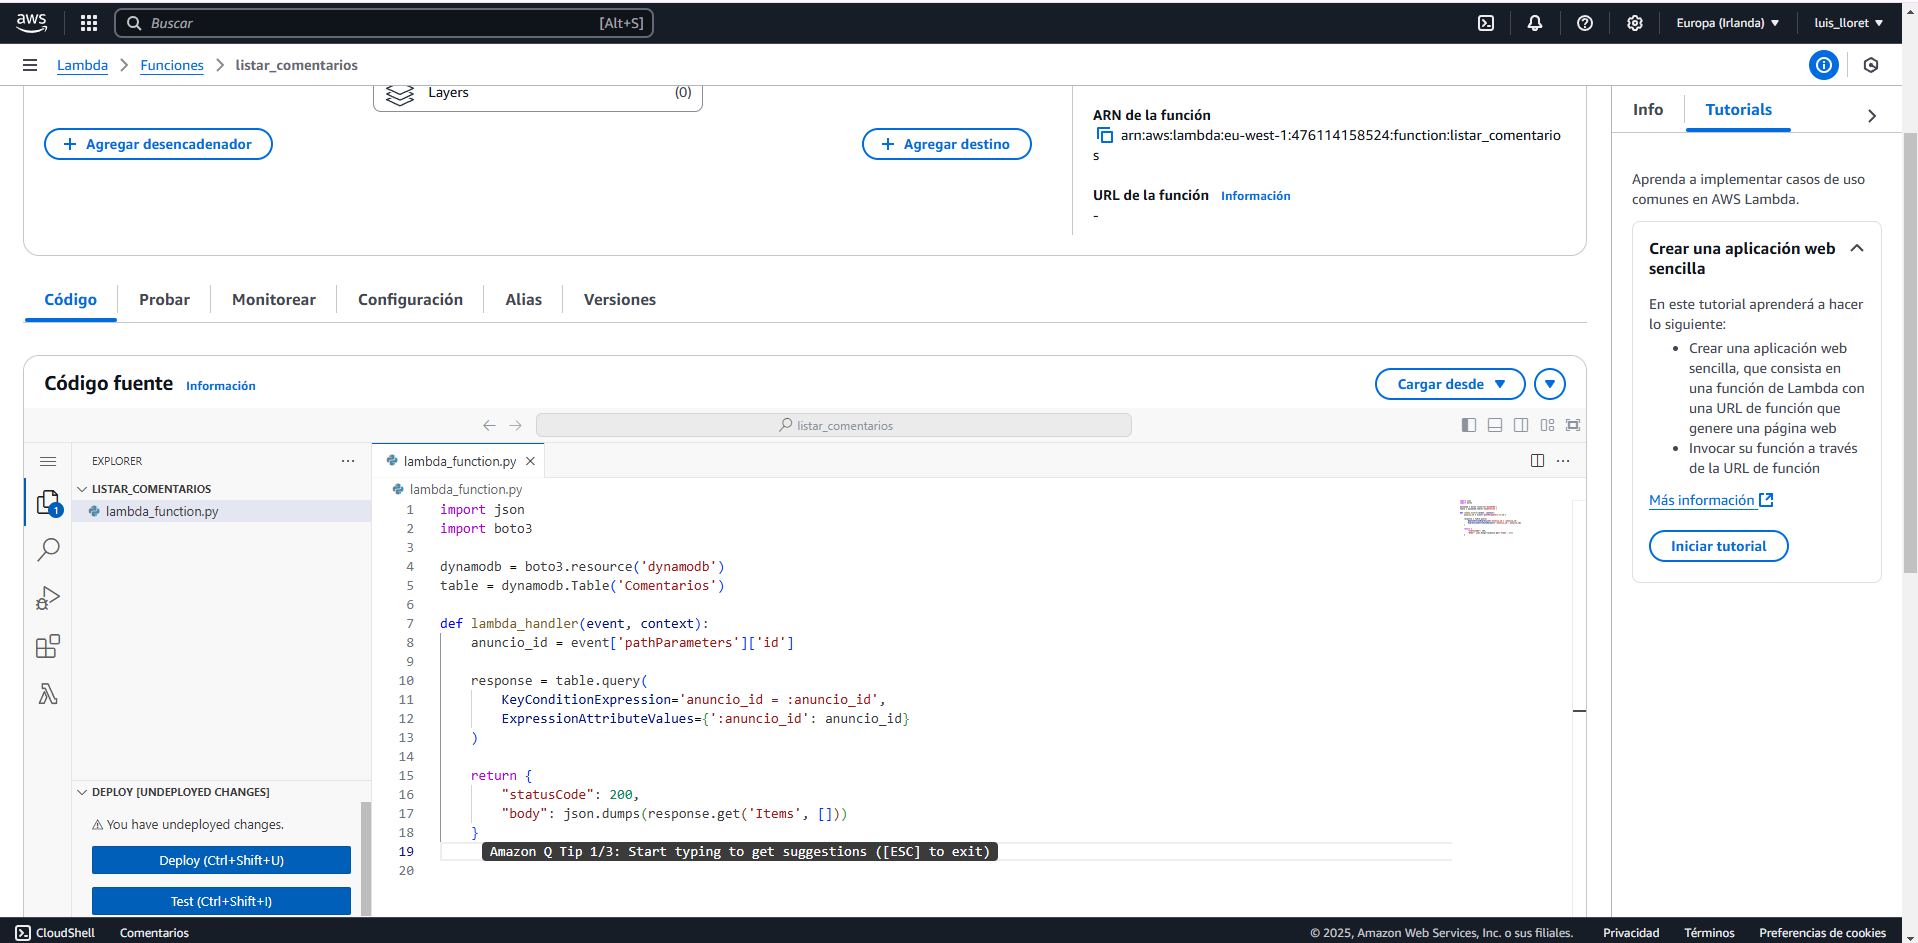 aws
Buscar
[Alt+S]
Europa (Irlanda)
luis_lloret
Lambda
Funciones
listar_comentarios
Layers
(0)
Agregar desencadenador
Agregar destino
ARN de la función
arn:aws:lambda:eu-west-1:476114158524:function:listar_comentario
s
URL de la función Información
-
Info
Tutorials
Aprenda a implementar casos de uso
comunes en AWS Lambda.
Crear una aplicación web
sencilla
En este tutorial aprenderá a hacer
lo siguiente:
• Crear una aplicación web
sencilla, que consista en
una función de Lambda con
una URL de función que
genere una página web
• Invocar su función a través
de la URL de función
Más información
Iniciar tutorial
Código
Probar
Monitorear
Configuración
Alias
Versiones
Código fuente Información
Cargar desde
listar_comentarios
EXPLORER
LISTAR_COMENTARIOS
lambda_function.py
1
DEPLOY [UNDEPLOYED CHANGES]
You have undeployed changes.
Deploy (Ctrl+Shift+U)
Test (Ctrl+Shift+I)
lambda_function.py
lambda_function.py
1 import json
2 import boto3
3
4 dynamodb = boto3.resource('dynamodb')
5 table = dynamodb.Table('Comentarios')
6
7 def lambda_handler(event, context):
8 anuncio_id = event['pathParameters']['id']
9
10 response = table.query(
11 KeyConditionExpression='anuncio_id = :anuncio_id',
12 ExpressionAttributeValues={':anuncio_id': anuncio_id}
13 )
14
15 return {
16 "statusCode": 200,
17 "body": json.dumps(response.get('Items', []))
18 }
19 Amazon Q Tip 1/3: Start typing to get suggestions ([ESC] to exit)
20
CloudShell
Comentarios
© 2025, Amazon Web Services, Inc. o sus filiales.
Privacidad
Términos
Preferencias de cookies